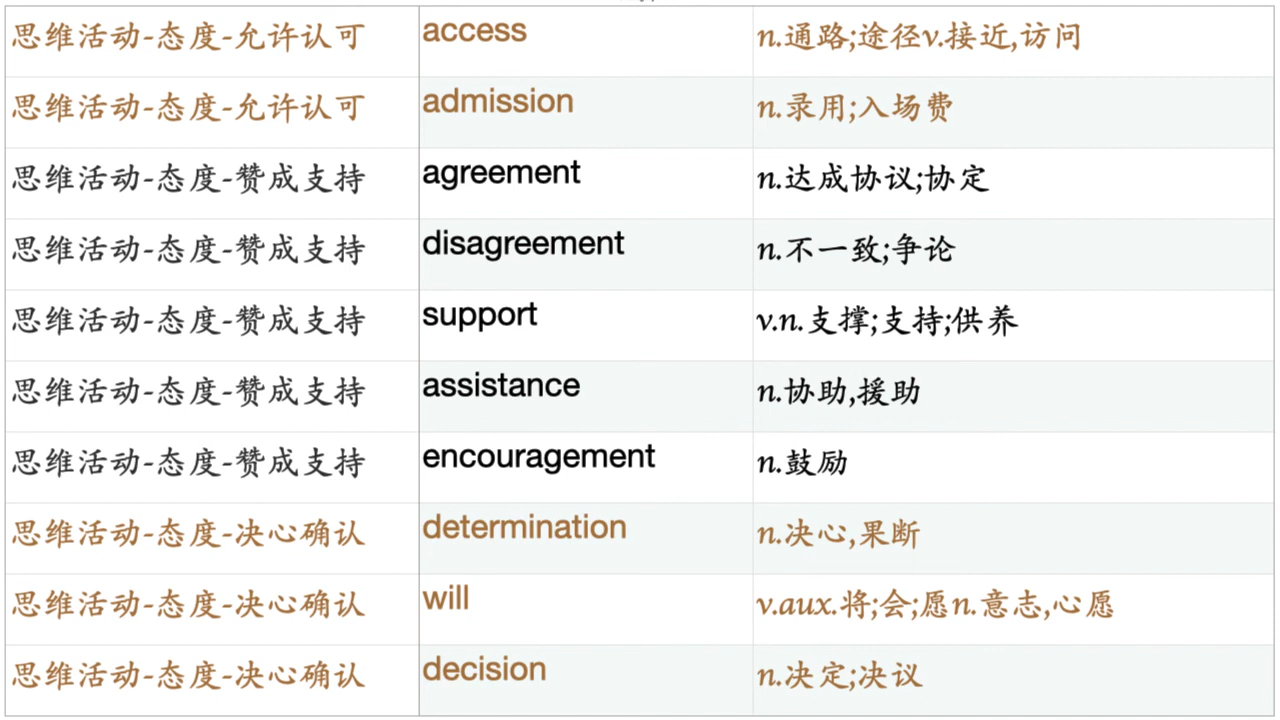 思维活动-态度-允许认可 access n.通路;途径v.接近,访问
思维活动-态度-允许认可 admission n.录用;入场费
思维活动-态度-赞成支持 agreement n.达成协议;协定
思维活动-态度-赞成支持 disagreement n.不一致;争论
思维活动-态度-赞成支持 support v.n.支撑;支持;供养
思维活动-态度-赞成支持 assistance n.协助,援助
思维活动-态度-赞成支持 encouragement n.鼓励
思维活动-态度-决心确认 determination n.决心,果断
思维活动-态度-决心确认 will v.aux.将;会;愿n.意志,心愿
思维活动-态度-决心确认 decision n.决定;决议